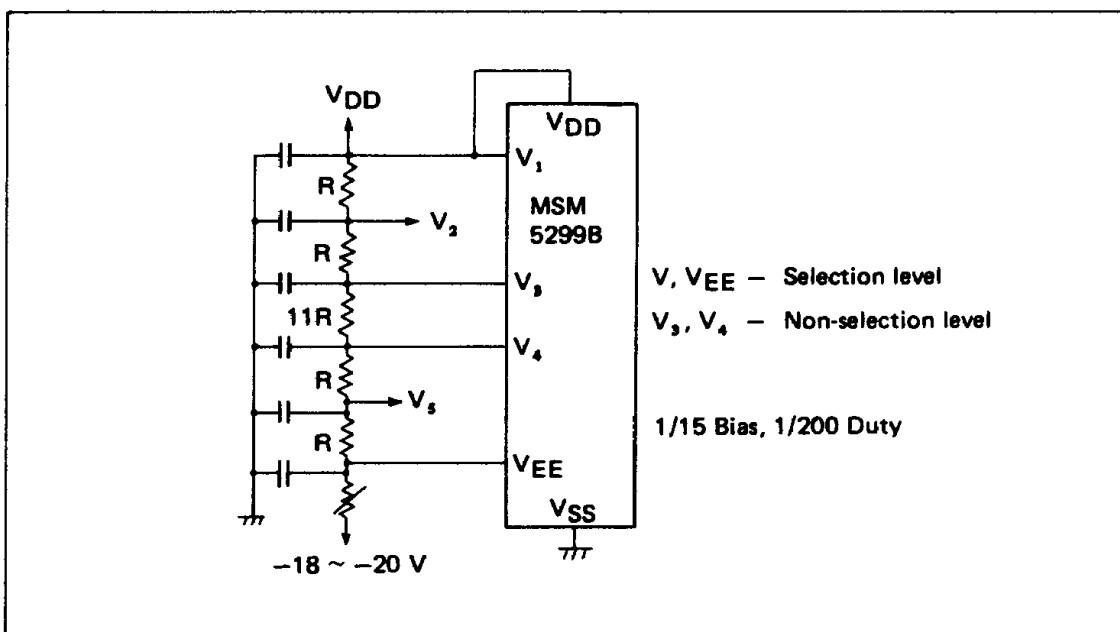 VDD
VDD
V1
R
MSM
5299B
V2
R
V3
V, VEE – Selection level
11R
V3, V4 – Non-selection level
V4
R
V5
1/15 Bias, 1/200 Duty
R
VEE
VSS
–18 ~ –20 V